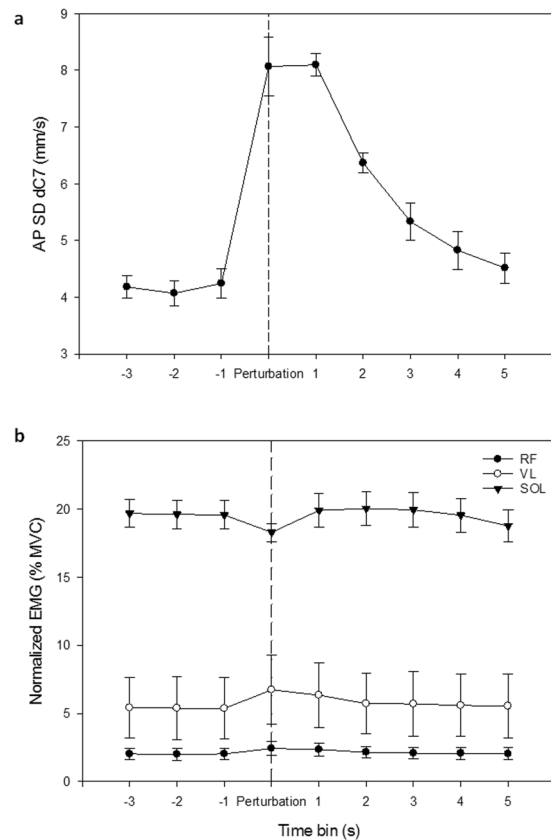 a
9
8
7
6
5
4
3
AP SD dC7 (mm/s)
-3 -2 -1 Perturbation 1 2 3 4 5
b
25
20
15
10
5
0
Normalized EMG (% MVC)
RF
VL
SOL
-3 -2 -1 Perturbation 1 2 3 4 5
Time bin (s)